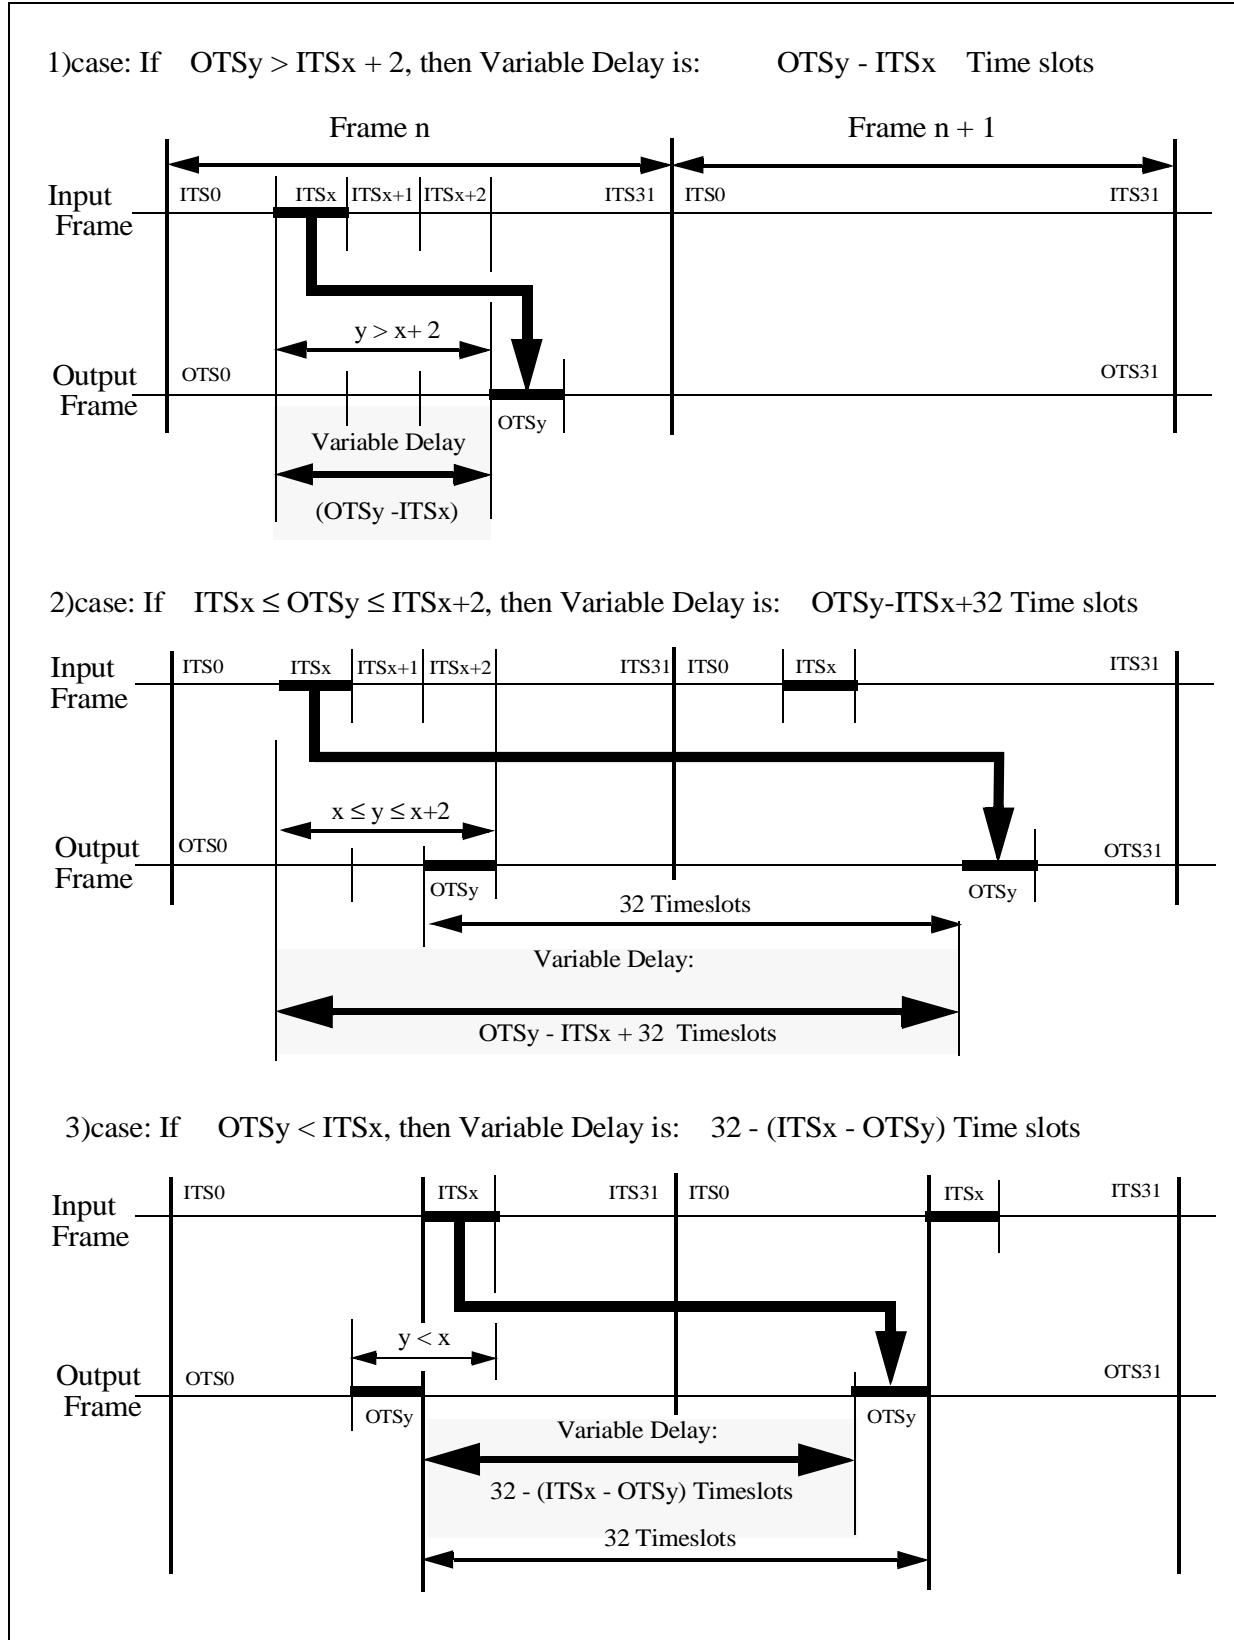 1)case: If OTSy > ITSx + 2, then Variable Delay is: OTSy - ITSx Time slots
Frame n Frame n + 1
Input Frame
ITS0 ITSx ITSx+1 ITSx+2 ITS31 ITS0 ITS31
y > x+ 2
Output Frame
OTS0 OTS31
OTSy
Variable Delay
(OTSy -ITSx)
2)case: If ITSx ≤ OTSy ≤ ITSx+2, then Variable Delay is: OTSy-ITSx+32 Time slots
Input Frame
ITS0 ITSx ITSx+1 ITSx+2 ITS31 ITS0 ITSx ITS31
x ≤ y ≤ x+2
Output Frame
OTS0 OTS31
OTSy OTSy
32 Timeslots
Variable Delay:
OTSy - ITSx + 32 Timeslots
3)case: If OTSy < ITSx, then Variable Delay is: 32 - (ITSx - OTSy) Time slots
Input Frame
ITS0 ITSx ITS31 ITS0 ITSx ITS31
y < x
Output Frame
OTS0 OTS31
OTSy OTSy
Variable Delay:
32 - (ITSx - OTSy) Timeslots
32 Timeslots